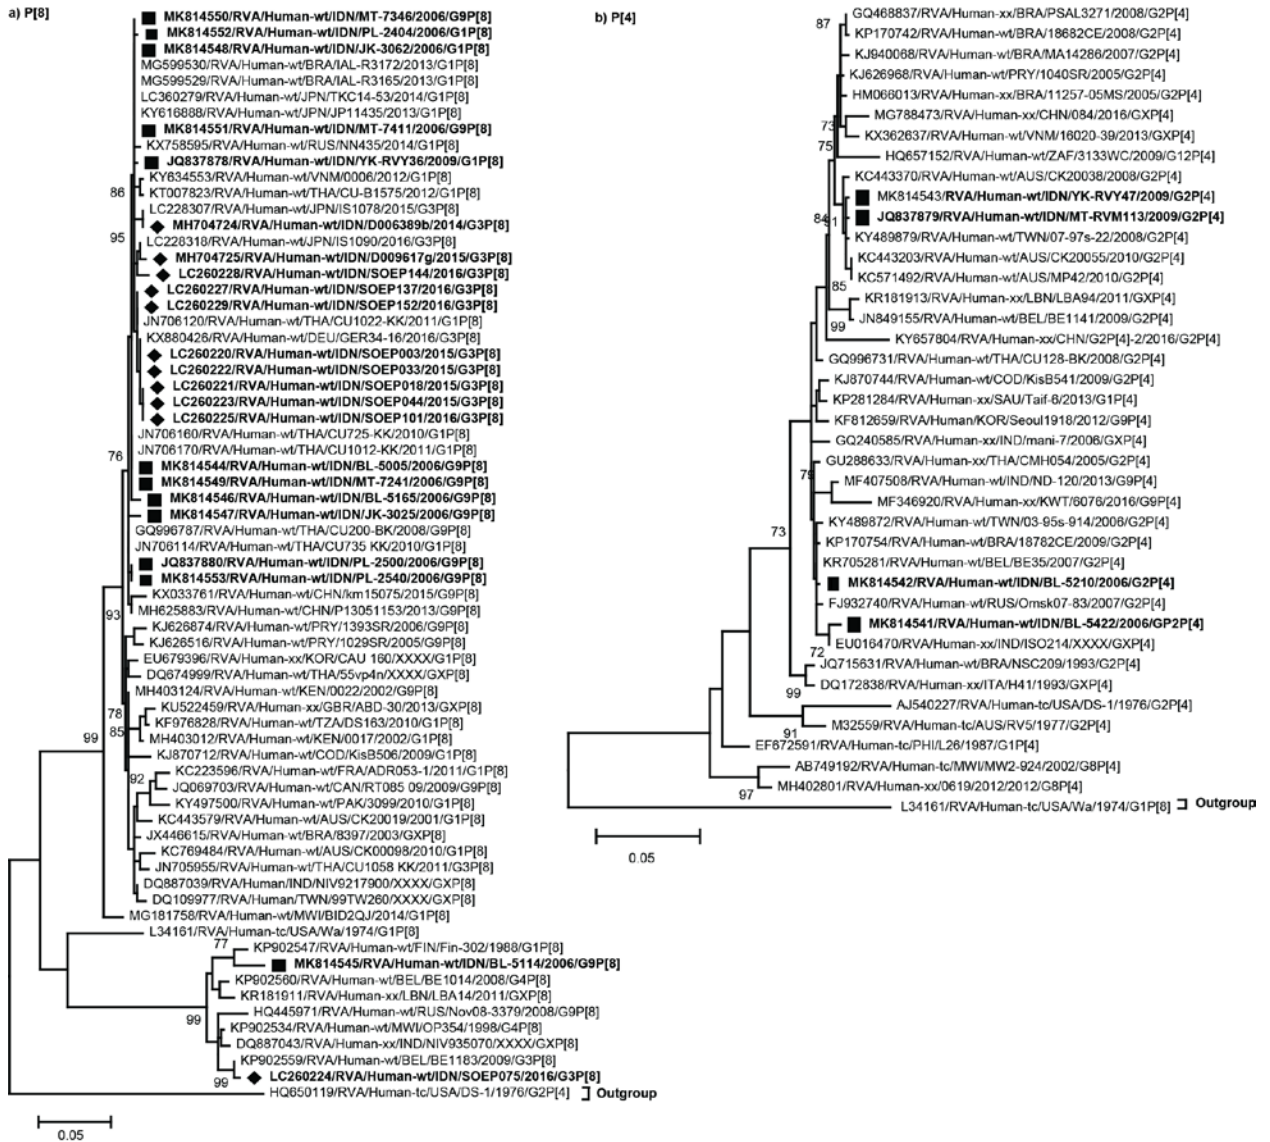 a) P[8]
MK814550/RVA/Human-wt/IDN/MT-7346/2006/G9P[8]
MK814552/RVA/Human-wt/IDN/PL-2404/2006/G1P[8]
MK814548/RVA/Human-wt/IDN/JK-3062/2006/G1P[8]
MG599530/RVA/Human-wt/BRA/IAL-R3172/2013/G1P[8]
MG599529/RVA/Human-wt/BRA/IAL-R3165/2013/G1P[8]
LC360279/RVA/Human-wt/JPN/TKC14-53/2014/G1P[8]
KY616888/RVA/Human-wt/JPN/JP11435/2013/G1P[8]
MK814551/RVA/Human-wt/IDN/MT-7411/2006/G9P[8]
KX758595/RVA/Human-wt/RUS/NN435/2014/G1P[8]
JQ837878/RVA/Human-wt/IDN/YK-RVY36/2009/G1P[8]
KY634553/RVA/Human-wt/VNM/0006/2012/G1P[8]
86
KT007823/RVA/Human-wt/THA/CU-B1575/2012/G1P[8]
LC228307/RVA/Human-wt/JPN/IS1078/2015/G3P[8]
MH704724/RVA/Human-wt/IDN/D006389b/2014/G3P[8]
95
LC228318/RVA/Human-wt/JPN/IS1090/2016/G3P[8]
MH704725/RVA/Human-wt/IDN/D009617g/2015/G3P[8]
LC260228/RVA/Human-wt/IDN/SOEP144/2016/G3P[8]
LC260227/RVA/Human-wt/IDN/SOEP137/2016/G3P[8]
LC260229/RVA/Human-wt/IDN/SOEP152/2016/G3P[8]
JN706120/RVA/Human-wt/THA/CU1022-KK/2011/G1P[8]
KX880426/RVA/Human-wt/DEU/GER34-16/2016/G3P[8]
LC260220/RVA/Human-wt/IDN/SOEP003/2015/G3P[8]
LC260222/RVA/Human-wt/IDN/SOEP033/2015/G3P[8]
LC260221/RVA/Human-wt/IDN/SOEP018/2015/G3P[8]
LC260223/RVA/Human-wt/IDN/SOEP044/2015/G3P[8]
LC260225/RVA/Human-wt/IDN/SOEP101/2016/G3P[8]
JN706160/RVA/Human-wt/THA/CU725-KK/2010/G1P[8]
JN706170/RVA/Human-wt/THA/CU1012-KK/2011/G1P[8]
76
MK814544/RVA/Human-wt/IDN/BL-5005/2006/G9P[8]
MK814549/RVA/Human-wt/IDN/MT-7241/2006/G9P[8]
MK814546/RVA/Human-wt/IDN/BL-5165/2006/G9P[8]
MK814547/RVA/Human-wt/IDN/JK-3025/2006/G9P[8]
GQ996787/RVA/Human-wt/THA/CU200-BK/2008/G9P[8]
JN706114/RVA/Human-wt/THA/CU735 KK/2010/G1P[8]
JQ837880/RVA/Human-wt/IDN/PL-2500/2006/G9P[8]
MK814553/RVA/Human-wt/IDN/PL-2540/2006/G9P[8]
KX033761/RVA/Human-wt/CHN/km15075/2015/G9P[8]
93
MH625883/RVA/Human-wt/CHN/P13051153/2013/G9P[8]
KJ626874/RVA/Human-wt/PRY/1393SR/2006/G9P[8]
KJ626516/RVA/Human-wt/PRY/1029SR/2005/G9P[8]
EU679396/RVA/Human-xx/KOR/CAU 160/XXXX/G1P[8]
DQ674999/RVA/Human-wt/THA/55vp4n/XXXX/GXP[8]
MH403124/RVA/Human-wt/KEN/0022/2002/G9P[8]
78
KU522459/RVA/Human-xx/GBR/ABD-30/2013/GXP[8]
85
KF976828/RVA/Human-wt/TZA/DS163/2010/G1P[8]
99
MH403012/RVA/Human-wt/KEN/0017/2002/G1P[8]
KJ870712/RVA/Human-wt/COD/KisB506/2009/G1P[8]
92
KC223596/RVA/Human-wt/FRA/ADR053-1/2011/G1P[8]
JQ069703/RVA/Human-wt/CAN/RT085 09/2009/G9P[8]
KY497500/RVA/Human-wt/PAK/3099/2010/G1P[8]
KC443579/RVA/Human-wt/AUS/CK20019/2001/G1P[8]
JX446615/RVA/Human-wt/BRA/8397/2003/GXP[8]
KC769484/RVA/Human-wt/AUS/CK00098/2010/G1P[8]
JN705955/RVA/Human-wt/THA/CU1058 KK/2011/G3P[8]
DQ887039/RVA/Human/IND/NIV9217900/XXXX/GXP[8]
DQ109977/RVA/Human/TWN/99TW260/XXXX/GXP[8]
MG181758/RVA/Human-wt/MWI/BID2QJ/2014/G1P[8]
L34161/RVA/Human-tc/USA/Wa/1974/G1P[8]
77
KP902547/RVA/Human-wt/FIN/Fin-302/1988/G1P[8]
MK814545/RVA/Human-wt/IDN/BL-5114/2006/G9P[8]
KP902560/RVA/Human-wt/BEL/BE1014/2008/G4P[8]
KR181911/RVA/Human-xx/LBN/LBA14/2011/GXP[8]
99
HQ445971/RVA/Human-wt/RUS/Nov08-3379/2008/G9P[8]
KP902534/RVA/Human-wt/MWI/OP354/1998/G4P[8]
DQ887043/RVA/Human-xx/IND/NIV935070/XXXX/GXP[8]
KP902559/RVA/Human-wt/BEL/BE1183/2009/G3P[8]
99
LC260224/RVA/Human-wt/IDN/SOEP075/2016/G3P[8]
HQ650119/RVA/Human-tc/USA/DS-1/1976/G2P[4] Outgroup
0.05
b) P[4]
GQ468837/RVA/Human-xx/BRA/PSAL3271/2008/G2P[4]
87
KP170742/RVA/Human-wt/BRA/18682CE/2008/G2P[4]
KJ940068/RVA/Human-wt/BRA/MA14286/2007/G2P[4]
KJ626968/RVA/Human-wt/PRY/1040SR/2005/G2P[4]
HM066013/RVA/Human-xx/BRA/11257-05MS/2005/G2P[4]
MG788473/RVA/Human-xx/CHN/084/2016/GXP[4]
73
KX362637/RVA/Human-wt/VNM/16020-39/2013/GXP[4]
75
HQ657152/RVA/Human-wt/ZAF/3133WC/2009/G12P[4]
KC443370/RVA/Human-wt/AUS/CK20038/2008/G2P[4]
MK814543/RVA/Human-wt/IDN/YK-RVY47/2009/G2P[4]
84
91
JQ837879/RVA/Human-wt/IDN/MT-RVM113/2009/G2P[4]
KY489879/RVA/Human-wt/TWN/07-97s-22/2008/G2P[4]
KC443203/RVA/Human-wt/AUS/CK20055/2010/G2P[4]
KC571492/RVA/Human-wt/AUS/MP42/2010/G2P[4]
85
KR181913/RVA/Human-xx/LBN/LBA94/2011/GXP[4]
JN849155/RVA/Human-wt/BEL/BE1141/2009/G2P[4]
99
KY657804/RVA/Human-xx/CHN/G2P[4]-2/2016/G2P[4]
GQ996731/RVA/Human-wt/THA/CU128-BK/2008/G2P[4]
KJ870744/RVA/Human-wt/COD/KisB541/2009/G2P[4]
KP281284/RVA/Human-xx/SAU/Taif-6/2013/G1P[4]
KF812659/RVA/Human/KOR/Seoul1918/2012/G9P[4]
GQ240585/RVA/Human-xx/IND/mani-7/2006/GXP[4]
GU288633/RVA/Human-xx/THA/CMH054/2005/G2P[4]
79
MF407508/RVA/Human-wt/IND/ND-120/2013/G9P[4]
MF346920/RVA/Human-xx/KWT/6076/2016/G9P[4]
KY489872/RVA/Human-wt/TWN/03-95s-914/2006/G2P[4]
73
KP170754/RVA/Human-wt/BRA/18782CE/2009/G2P[4]
KR705281/RVA/Human-wt/BEL/BE35/2007/G2P[4]
MK814542/RVA/Human-wt/IDN/BL-5210/2006/G2P[4]
FJ932740/RVA/Human-wt/RUS/Omsk07-83/2007/G2P[4]
MK814541/RVA/Human-wt/IDN/BL-5422/2006/GP2P[4]
EU016470/RVA/Human-xx/IND/ISO214/XXXX/GXP[4]
72
JQ715631/RVA/Human-wt/BRA/NSC209/1993/G2P[4]
DQ172838/RVA/Human-xx/ITA/H41/1993/GXP[4]
99
AJ540227/RVA/Human-tc/USA/DS-1/1976/G2P[4]
M32559/RVA/Human-tc/AUS/RV5/1977/G2P[4]
91
EF672591/RVA/Human-tc/PHI/L26/1987/G1P[4]
AB749192/RVA/Human-tc/MWI/MW2-924/2002/G8P[4]
MH402801/RVA/Human-xx/0619/2012/2012/G8P[4]
97
L34161/RVA/Human-tc/USA/Wa/1974/G1P[8] Outgroup
0.05